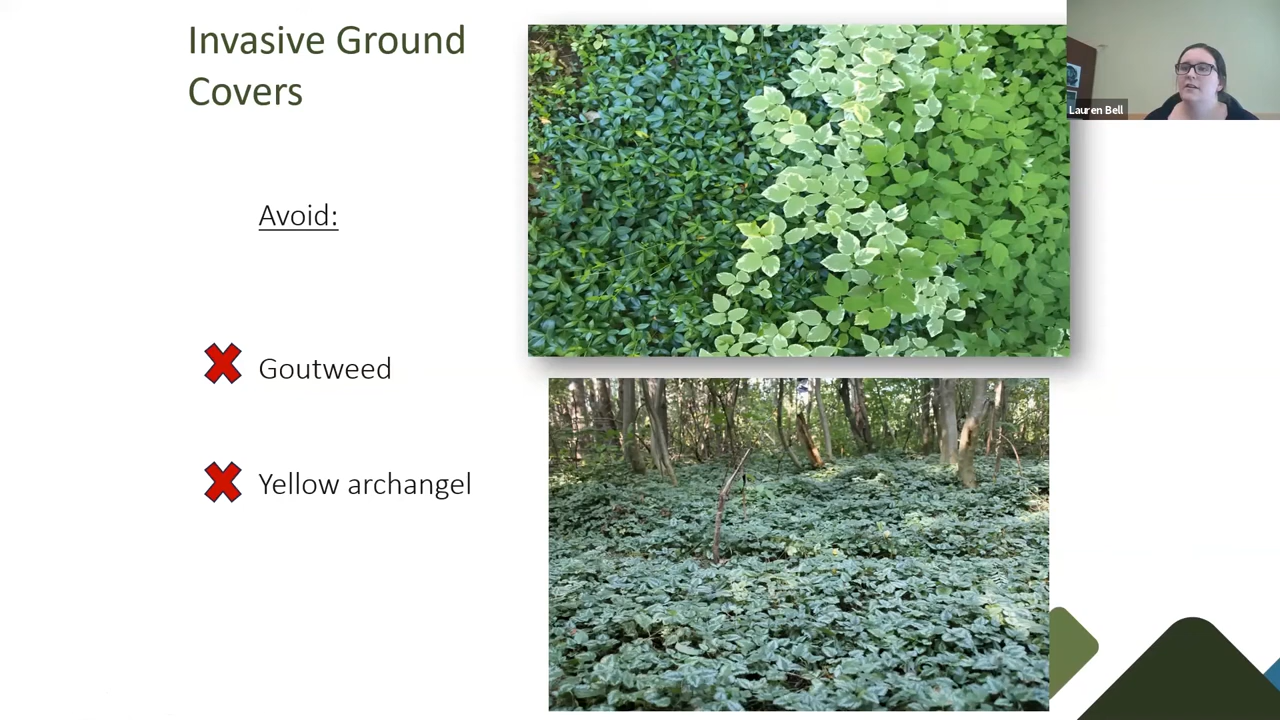 Invasive Ground
Covers
Avoid:
Goutweed
Yellow archangel
Lauren Bell